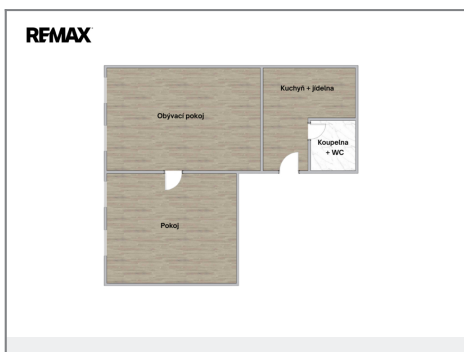 RE/MAX
Kuchyň + jídelna
Obývací pokoj
Koupelna
+ WC
Pokoj